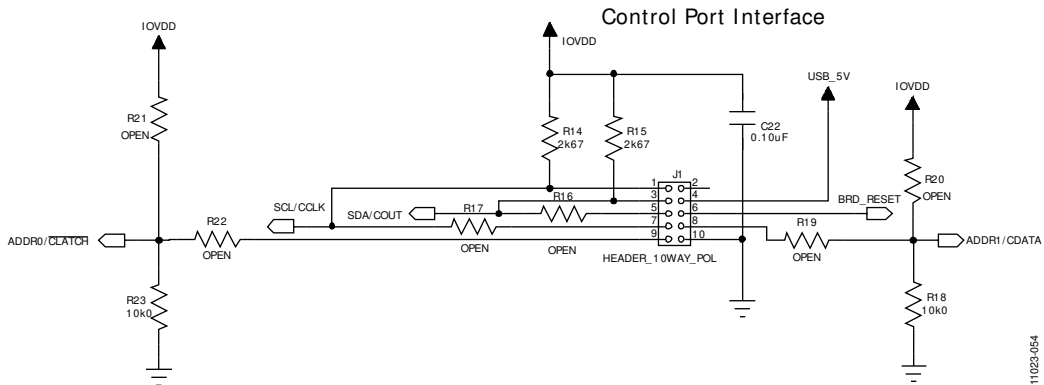 Control Port Interface
IOVDD
IOVDD
USB_5V
IOVDD
R21
OPEN
R14
2k67
R15
2k67
C22
0.10uF
J1
R20
OPEN
1 2
3 4
5 6
7 8
9 10
R16
SCL/CCLK
SDA/COUT
R17
BRD_RESET
R22
R19
ADDR0/CLATCH
ADDR1/CDATA
OPEN
OPEN
OPEN
OPEN
HEADER_10WAY_POL
R23
10k0
R18
10k0
11023-054